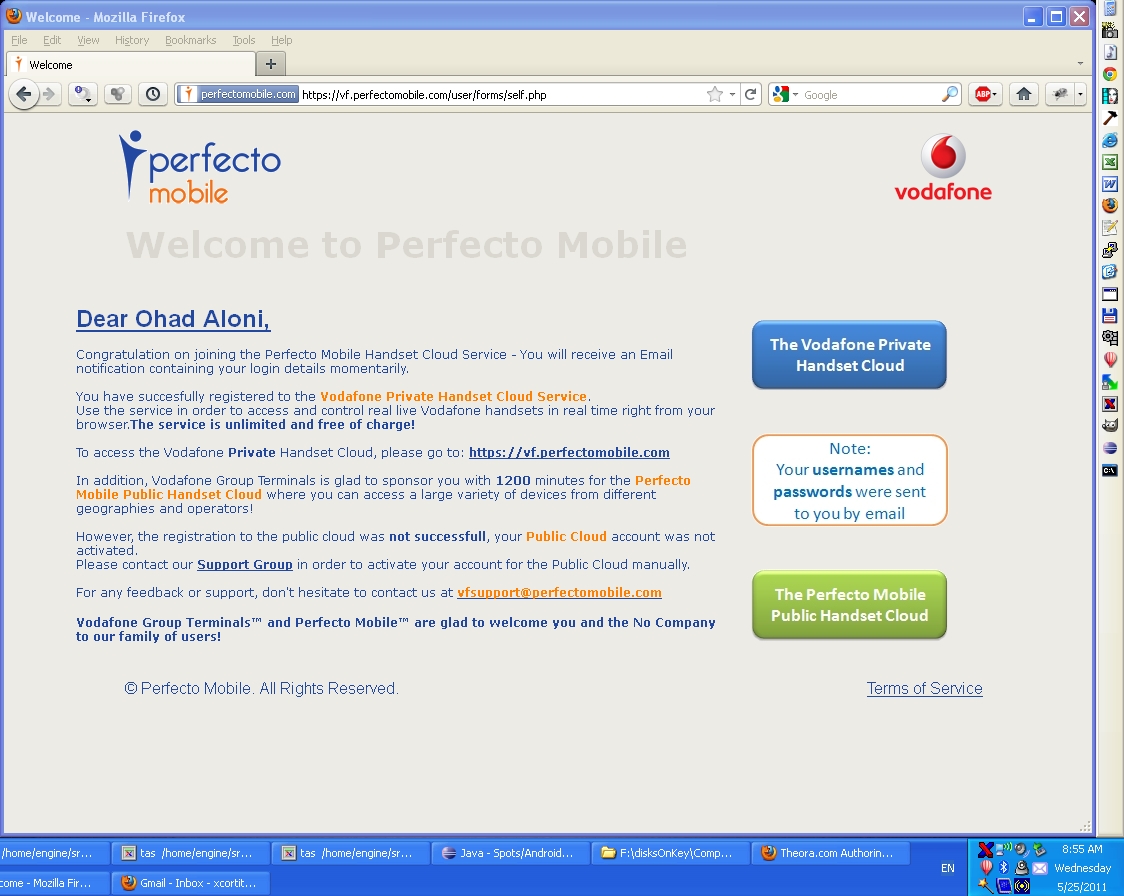 Welcome - Mozilla Firefox
File Edit View History Bookmarks Tools Help
Welcome
perfectomobile.com https://vf.perfectomobile.com/user/forms/self.php Google ABP
perfecto
mobile
vodafone
Welcome to Perfecto Mobile
Dear Ohad Aloni,
Congratulation on joining the Perfecto Mobile Handset Cloud Service - You will receive an Email
notification containing your login details momentarily.
You have succesfully registered to the Vodafone Private Handset Cloud Service.
Use the service in order to access and control real live Vodafone handsets in real time right from your
browser.The service is unlimited and free of charge!
To access the Vodafone Private Handset Cloud, please go to: https://vf.perfectomobile.com
In addition, Vodafone Group Terminals is glad to sponsor you with 1200 minutes for the Perfecto
Mobile Public Handset Cloud where you can access a large variety of devices from different
geographies and operators!
However, the registration to the public cloud was not successfull, your Public Cloud account was not
activated.
Please contact our Support Group in order to activate your account for the Public Cloud manually.
For any feedback or support, don't hesitate to contact us at vfsupport@perfectomobile.com
Vodafone Group Terminals™ and Perfecto Mobile™ are glad to welcome you and the No Company
to our family of users!
The Vodafone Private
Handset Cloud
Note:
Your usernames and
passwords were sent
to you by email
The Perfecto Mobile
Public Handset Cloud
© Perfecto Mobile. All Rights Reserved.
Terms of Service
/home/engine/sr... tas /home/engine/sr... tas /home/engine/sr... Java - Spots/Android... F:\disksOnKey\Comp... Theora.com Authorin...
come - Mozilla Fir... Gmail - Inbox - xcortit...
EN
8:55 AM
Wednesday
5/25/2011